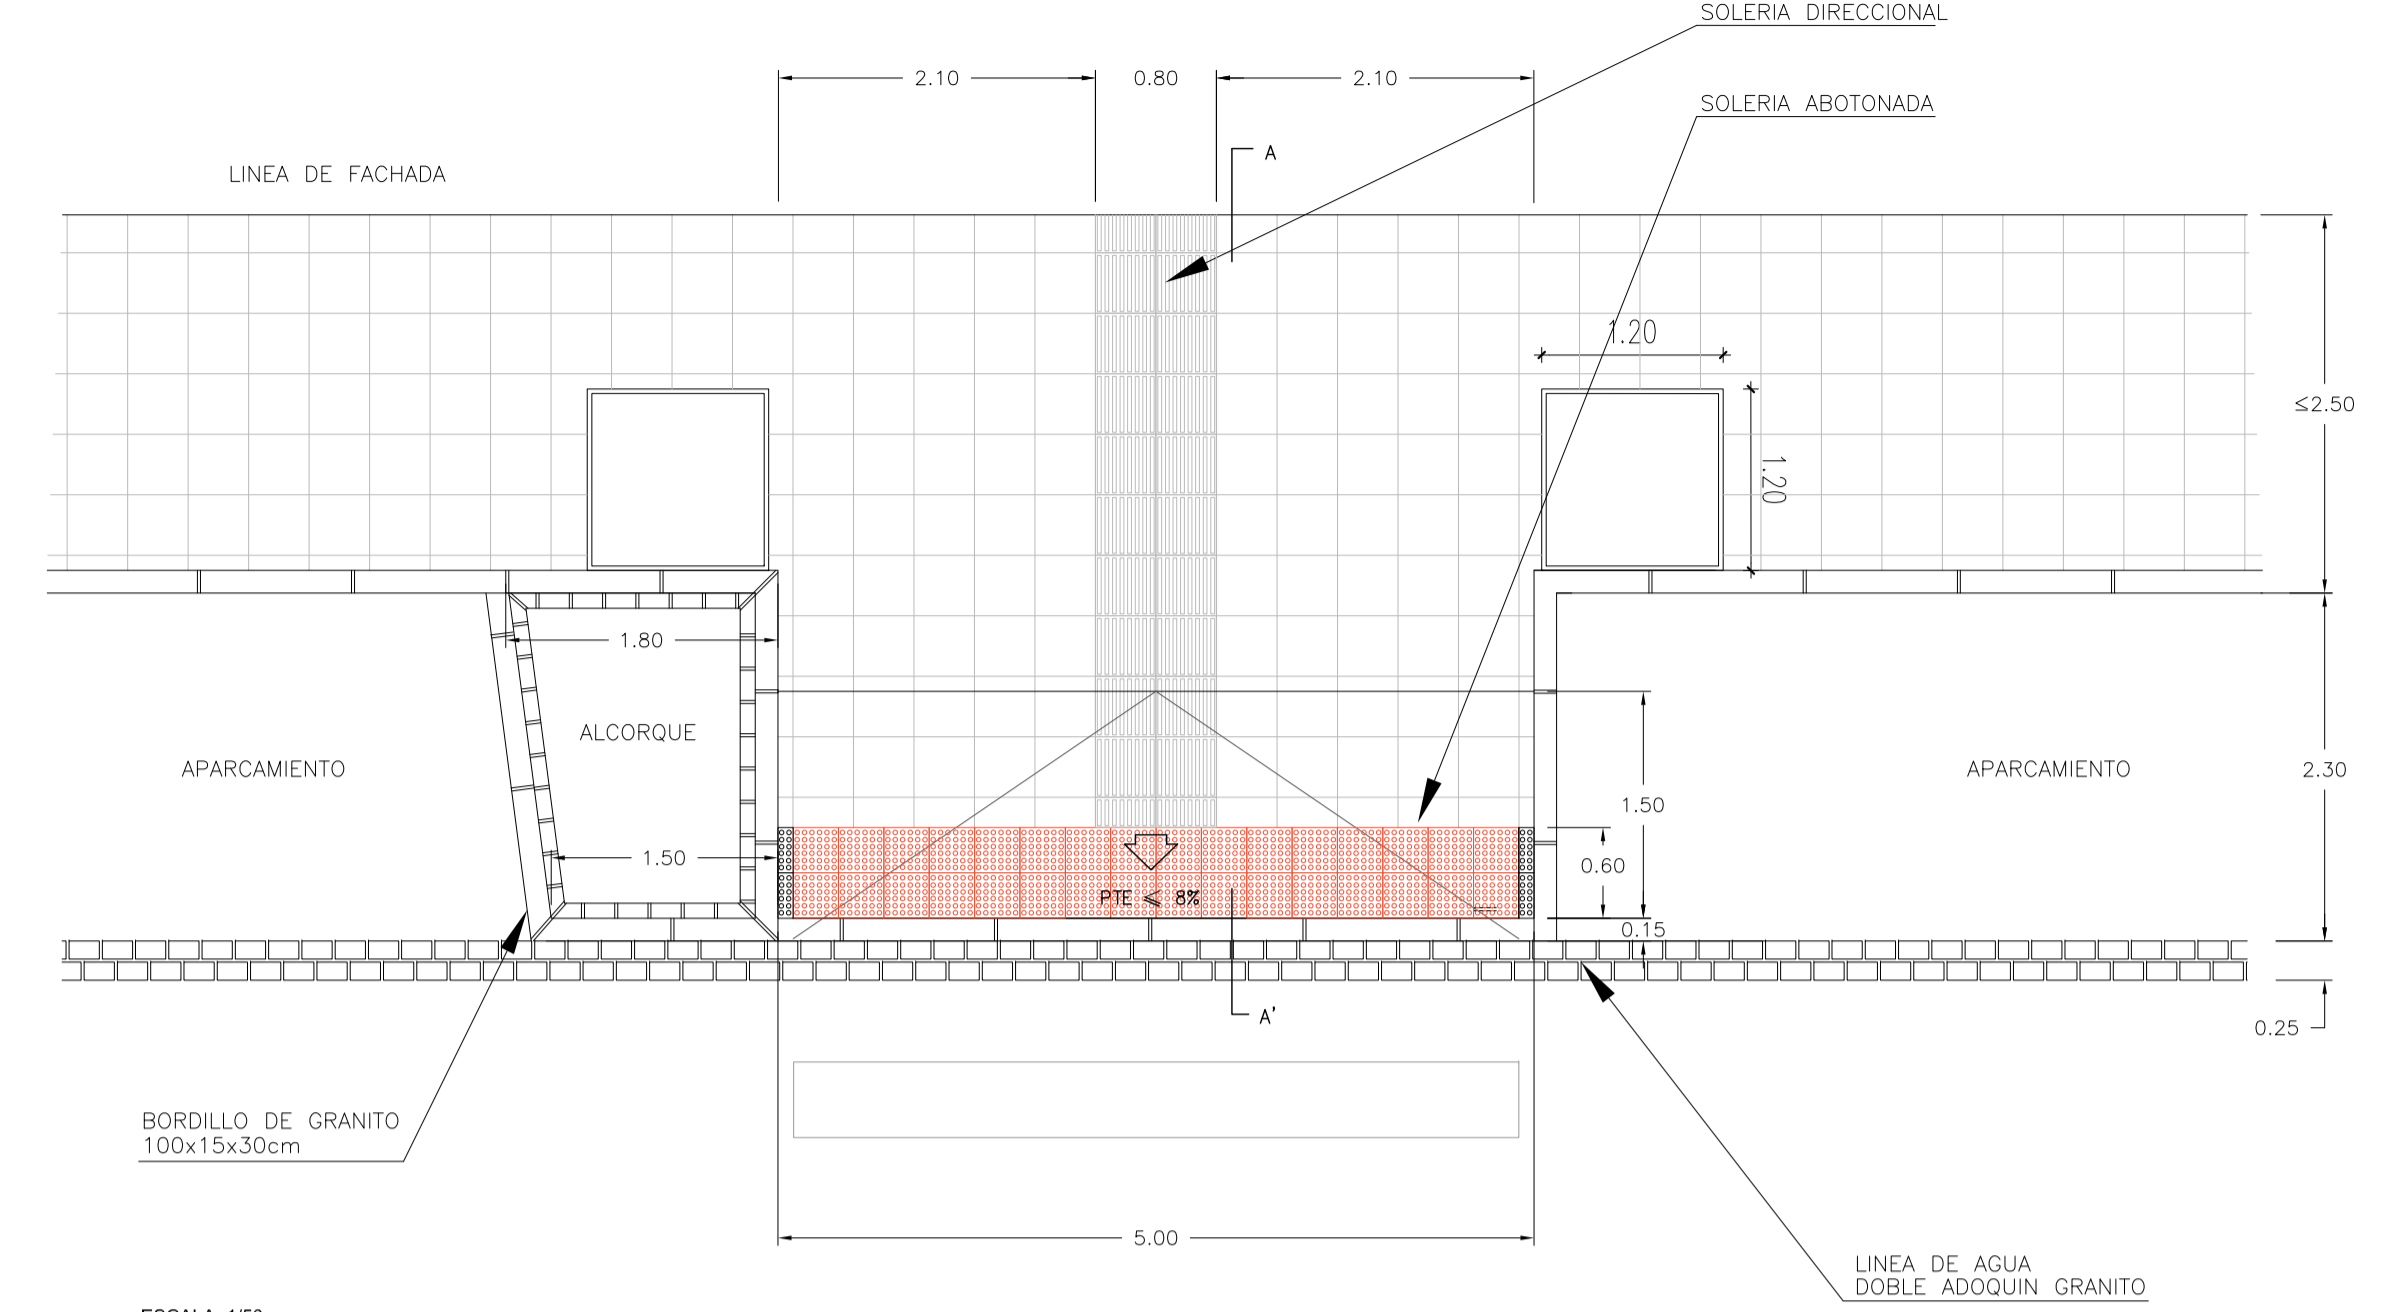 SOLERIA DIRECCIONAL
2.10
0.80
2.10
SOLERIA ABOTONADA
A
LINEA DE FACHADA
1.20
≤2.50
1.20
1.80
ALCORQUE
APARCAMIENTO
APARCAMIENTO
2.30
1.50
1.50
0.60
PTE ⩽ 8%
0.15
A'
0.25
BORDILLO DE GRANITO
100x15x30cm
5.00
LINEA DE AGUA
DOBLE ADOQUIN GRANITO